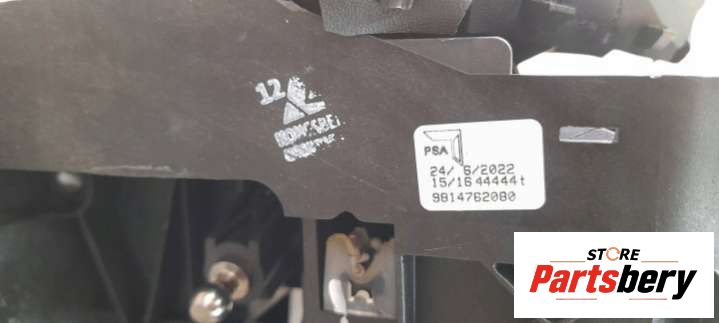 12
PSA
24/ 6/2022
15/16 44444t
9814762080
STORE
Partsbery